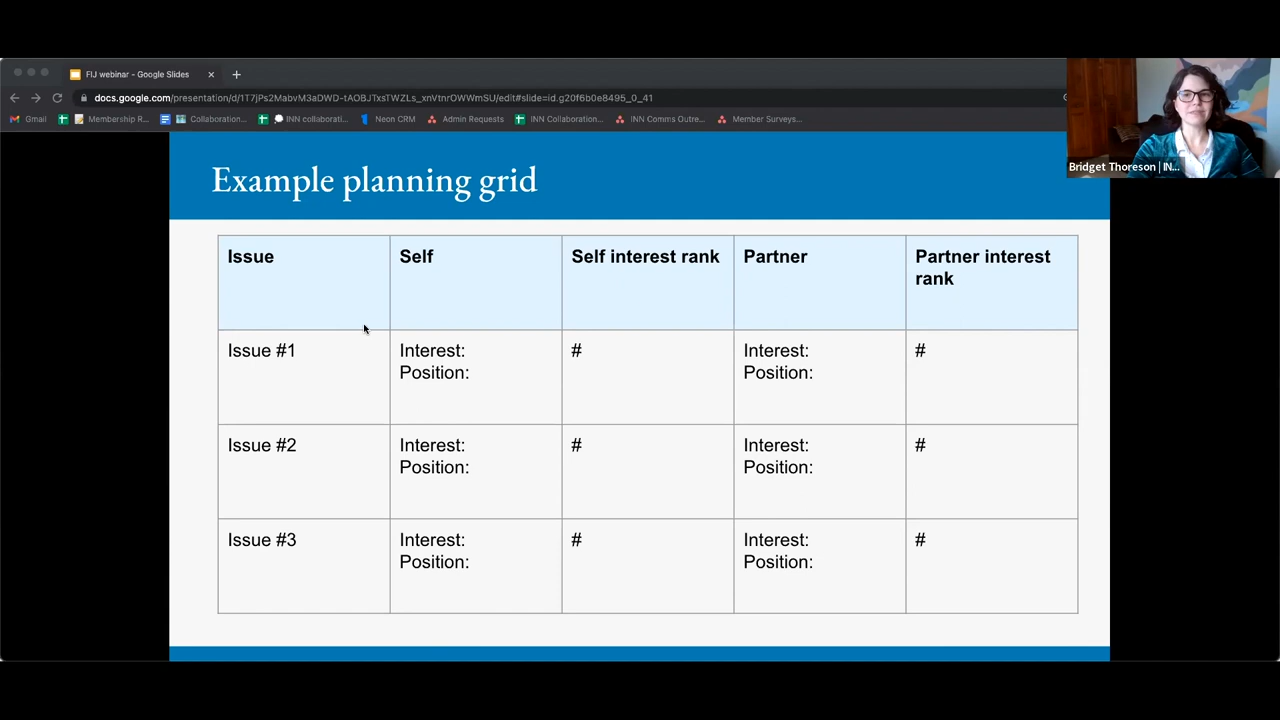 FIJ webinar - Google Slides
docs.google.com/presentation/d/1T7jPs2MabvM3aDWD-tAOBJTxsTWZLs_xnVtnrOWWmSU/edit#slide=id.g20f6b0e8495_0_41
Gmail Membership R... Collaboration... INN collaborati... Neon CRM Admin Requests INN Collaboration... INN Comms Outre... Member Surveys...
Bridget Thoreson | IN...
Example planning grid
Issue Self Self interest rank Partner Partner interest
rank
Issue #1 Interest: # Interest: #
Position: Position:
Issue #2 Interest: # Interest: #
Position: Position:
Issue #3 Interest: # Interest: #
Position: Position: